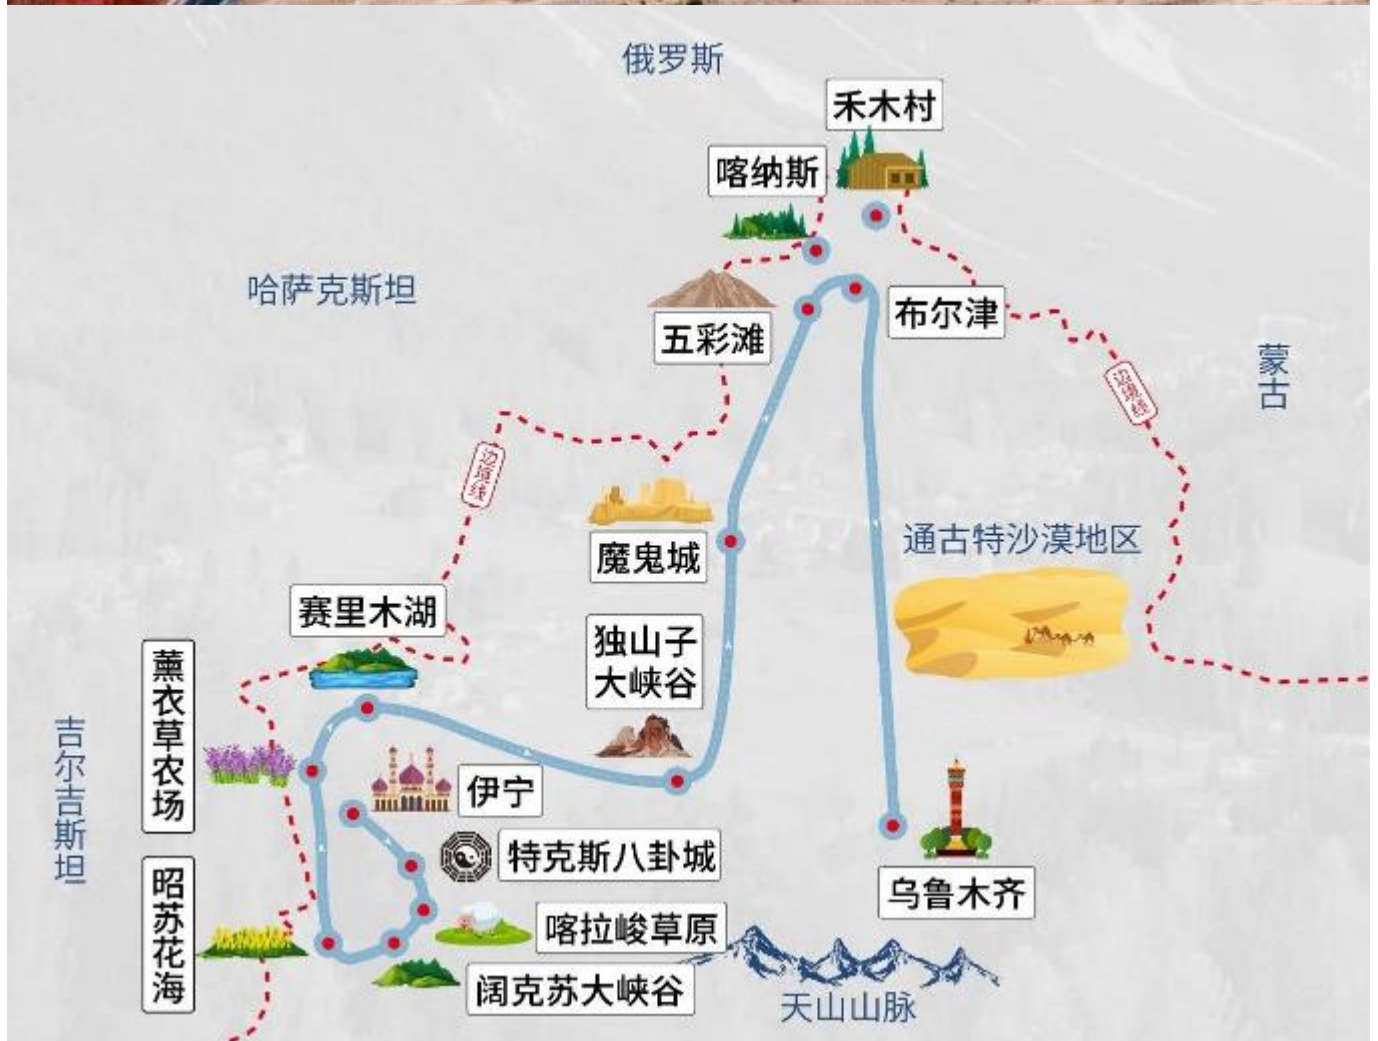 俄罗斯
禾木村
喀纳斯
哈萨克斯坦
布尔津
五彩滩
蒙古
边境线
边境线
魔鬼城
通古特沙漠地区
赛里木湖
独山子
大峡谷
薰衣草农场
吉尔吉斯坦
伊宁
特克斯八卦城
昭苏花海
乌鲁木齐
喀拉峻草原
阔克苏大峡谷
天山山脉